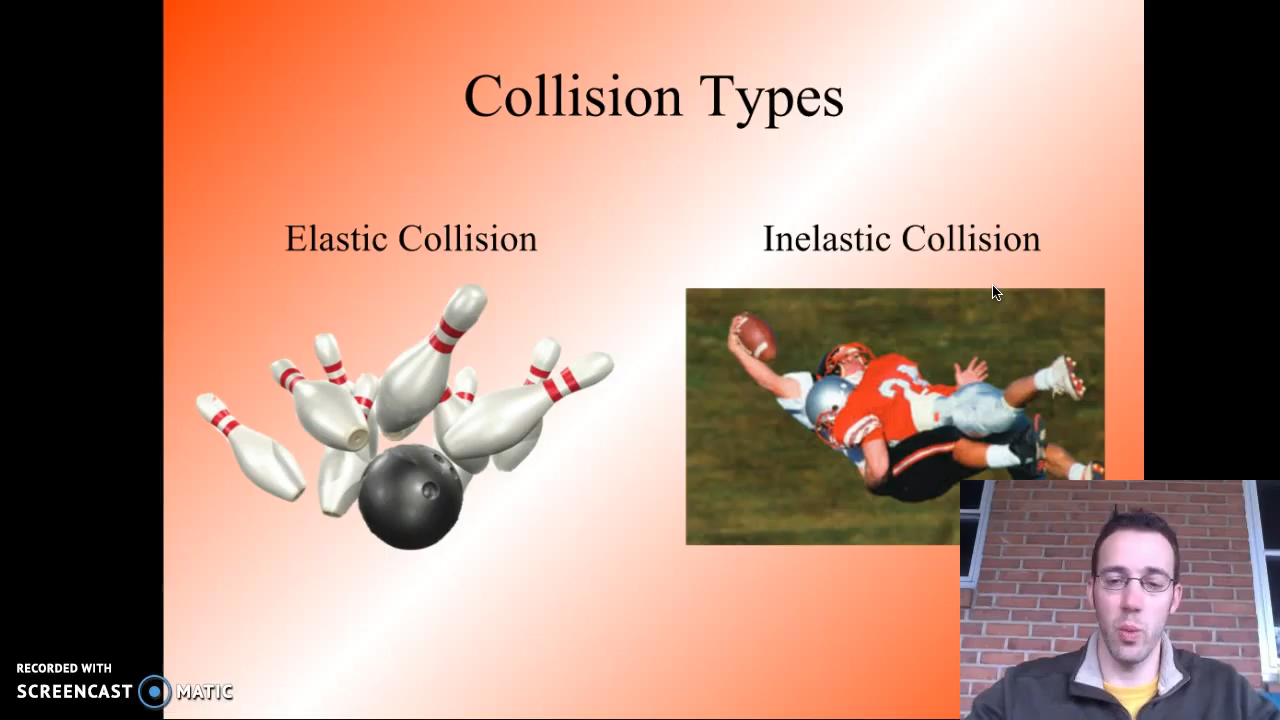 Collision Types
Elastic Collision
Inelastic Collision
RECORDED WITH
SCREENCAST MATIC